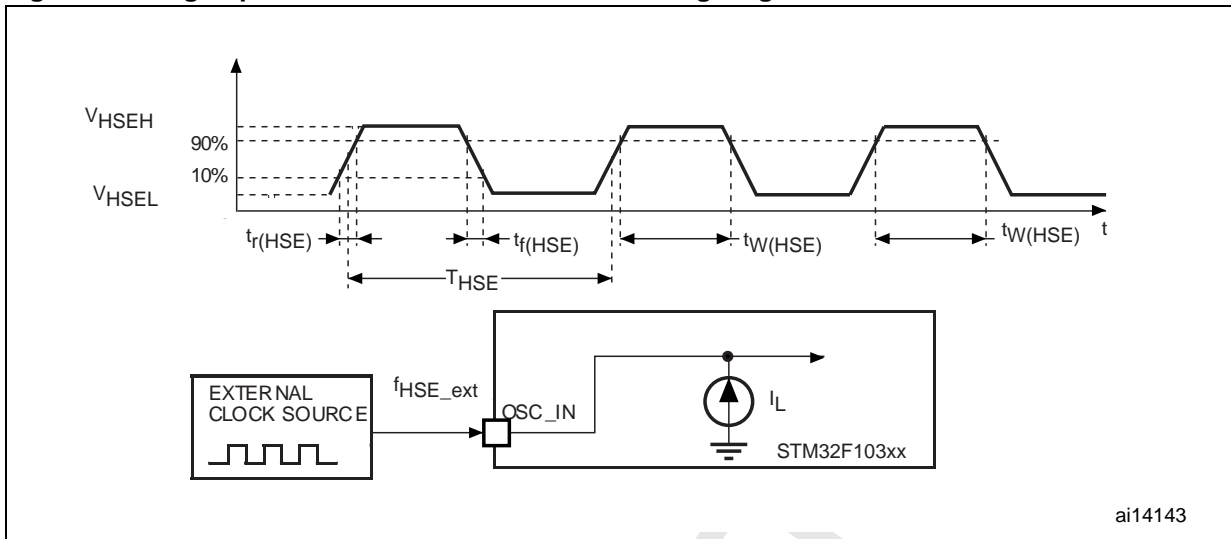 VHSEH
90%
10%
VHSEL
tr(HSE)
tf(HSE)
tW(HSE)
tW(HSE)
t
THSE
EXTERNAL
CLOCK SOURCE
fHSE_ext
OSC_IN
IL
STM32F103xx
ai14143